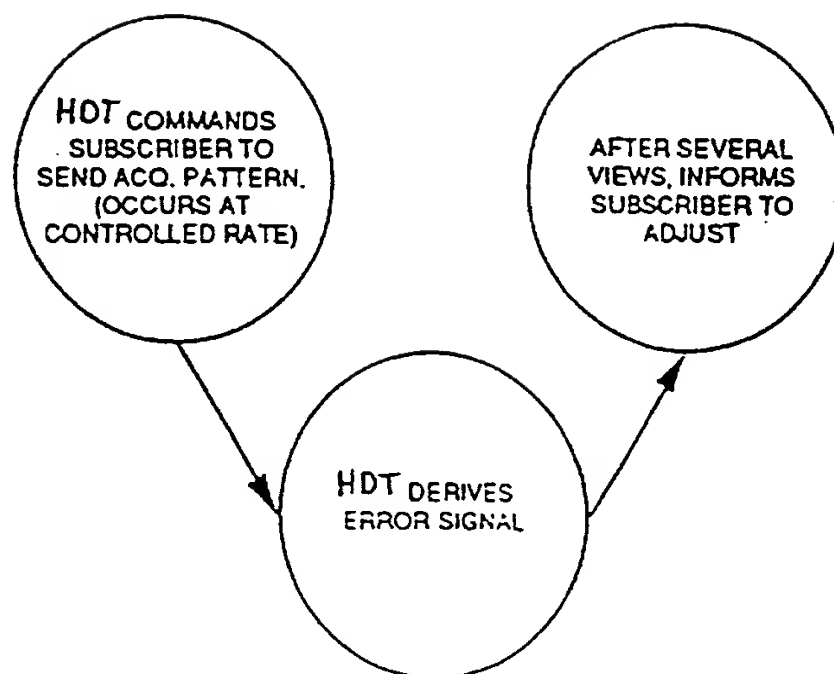 HDT COMMANDS
SUBSCRIBER TO
SEND ACQ. PATTERN.
(OCCURS AT
CONTROLLED RATE)
AFTER SEVERAL
VIEWS, INFORMS
SUBSCRIBER TO
ADJUST
HDT DERIVES
ERROR SIGNAL